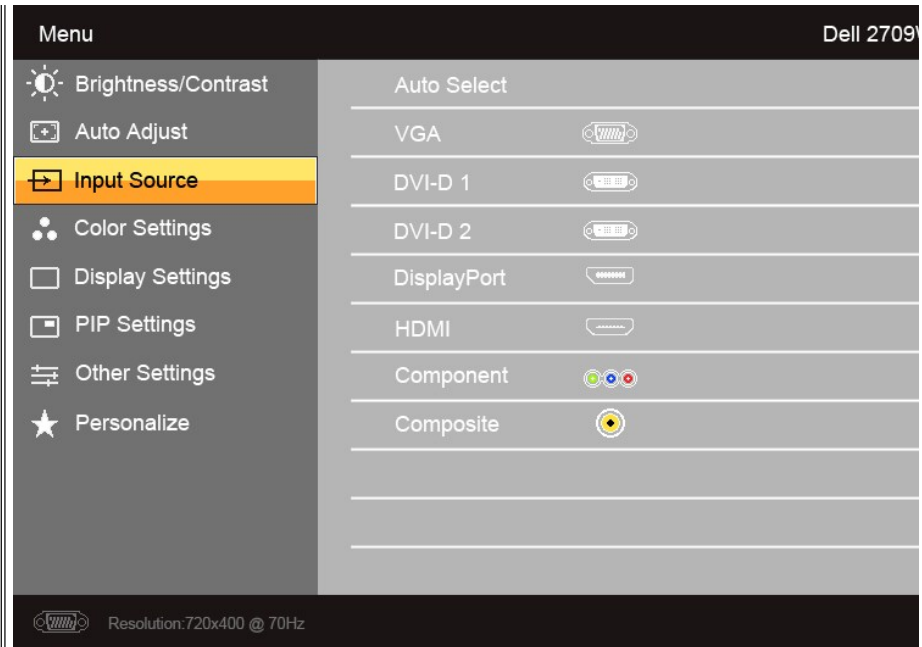 Menu Dell 2709W
Brightness/Contrast
Auto Adjust
Input Source
Color Settings
Display Settings
PIP Settings
Other Settings
Personalize
Auto Select
VGA
DVI-D 1
DVI-D 2
DisplayPort
HDMI
Component
Composite
Resolution:720x400 @ 70Hz